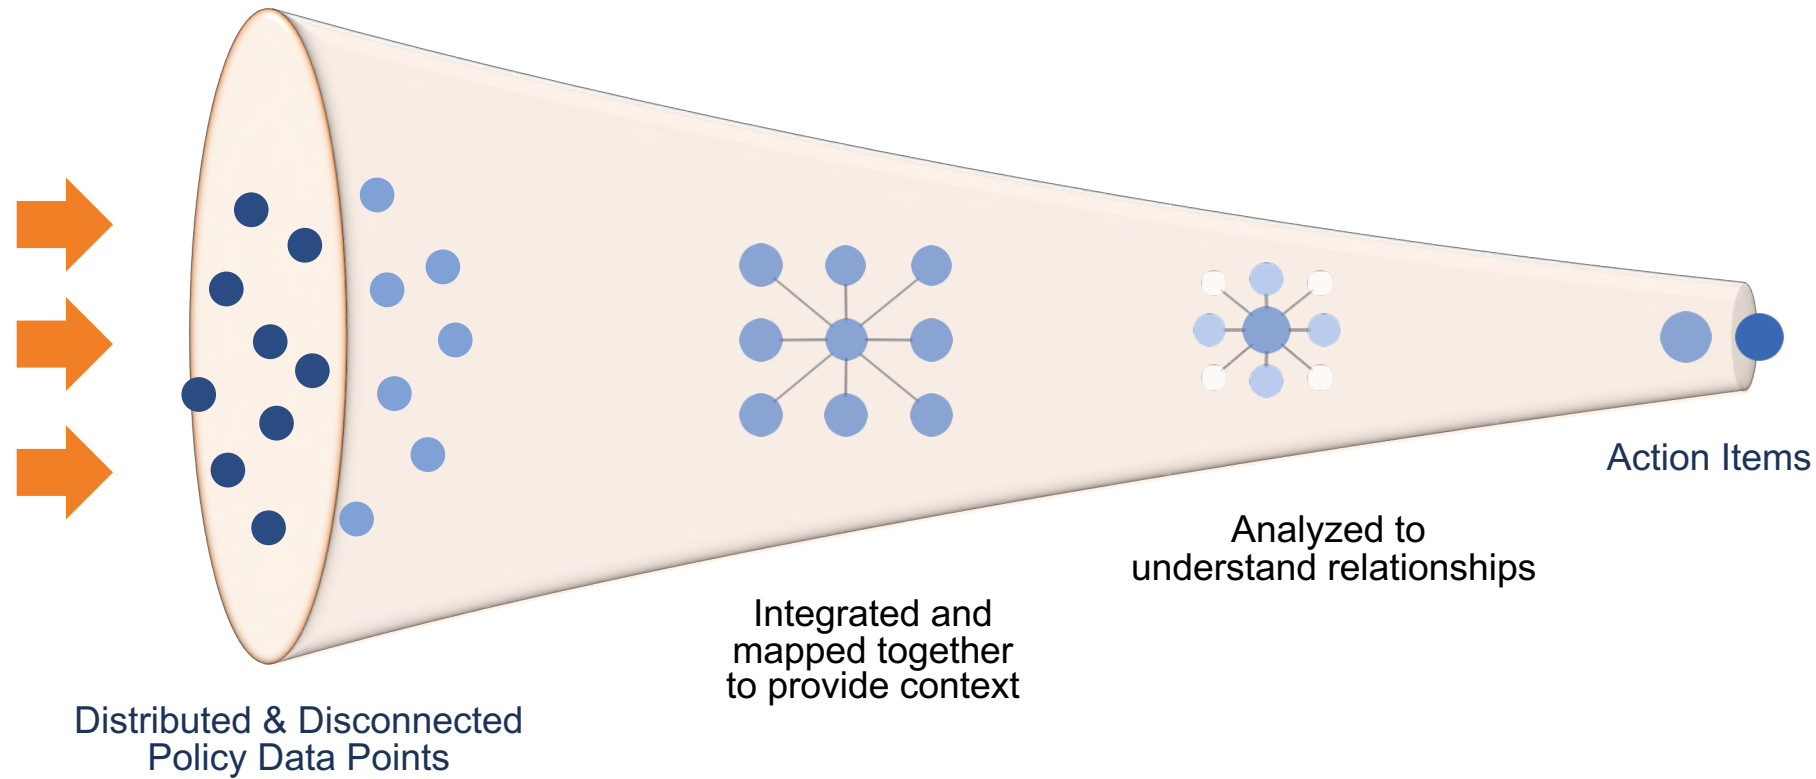 Distributed & Disconnected
Policy Data Points
Integrated and
mapped together
to provide context
Analyzed to
understand relationships
Action Items